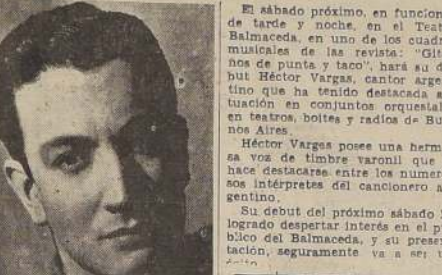 El sábado próximo, en funcion
de tarde y noche, en el Teat
Balmaceda, en uno de los cuadr
musicales de las revista: "Git
ños de punta y taco", hará su d
but Héctor Vargas, cantor arge
tino que ha tenido destacada a
tuación en conjuntos orquesta
en teatros, boites y radios de Bu
nos Aires.
Héctor Vargas posee una herm
sa voz de timbre varonil que
hace destacarse entre los numer
sos intérpretes del cancionero a
gentino.
Su debut del próximo sábado
logrado despertar interés en el p
blico del Balmaceda, y su presen
tación, seguramente va a ser